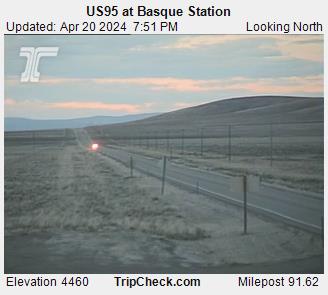 US95 at Basque Station
Updated: Apr 20 2024 7:51 PM Looking North
Elevation 4460 TripCheck.com Milepost 91.62